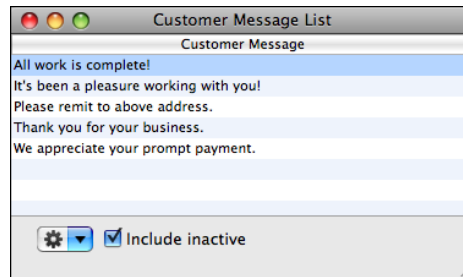 Customer Message List
Customer Message
All work is complete!
It's been a pleasure working with you!
Please remit to above address.
Thank you for your business.
We appreciate your prompt payment.
Include inactive